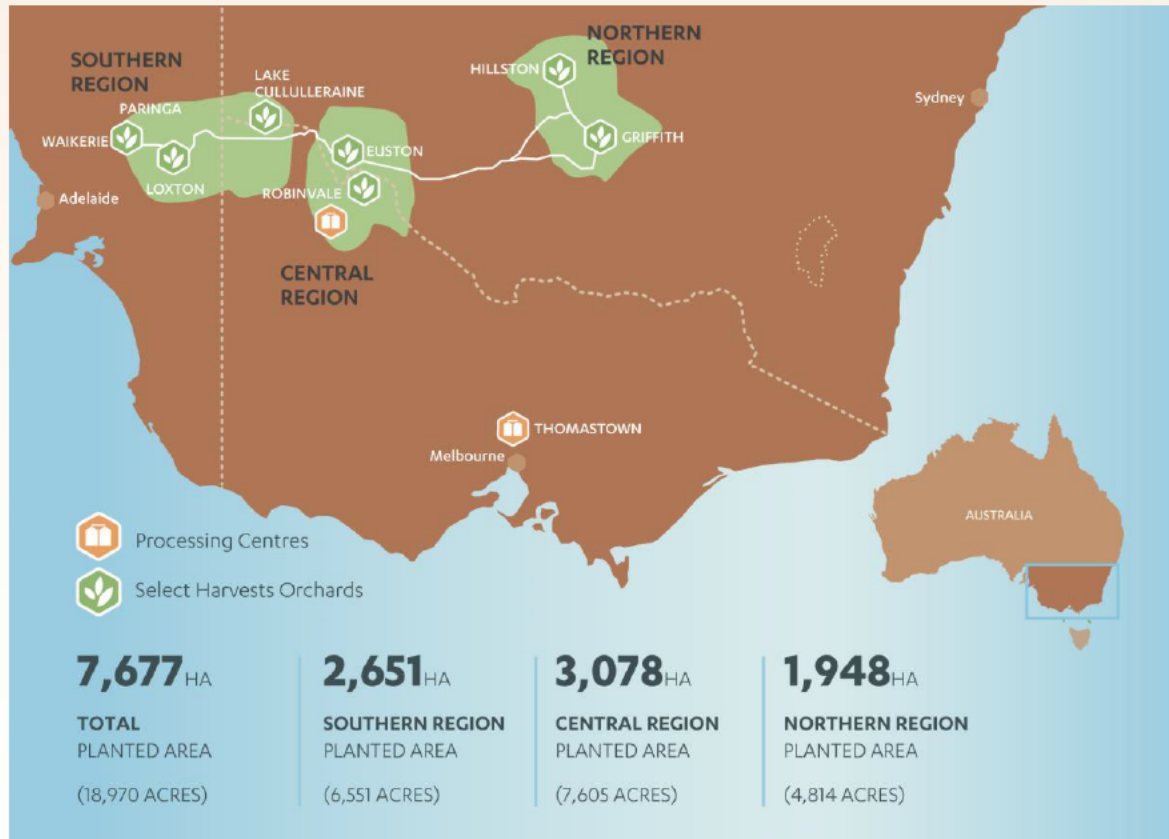 SOUTHERN
REGION
NORTHERN
REGION
HILLSTON
LAKE
CULLULLERAINE
PARINGA
WAIKERIE
LOXTON
EUSTON
ROBINVALE
GRIFFITH
Sydney
Adelaide
CENTRAL
REGION
THOMASTOWN
Melbourne
AUSTRALIA
Processing Centres
Select Harvests Orchards
7,677HA
TOTAL
PLANTED AREA
(18,970 ACRES)
2,651HA
SOUTHERN REGION
PLANTED AREA
(6,551 ACRES)
3,078HA
CENTRAL REGION
PLANTED AREA
(7,605 ACRES)
1,948HA
NORTHERN REGION
PLANTED AREA
(4,814 ACRES)